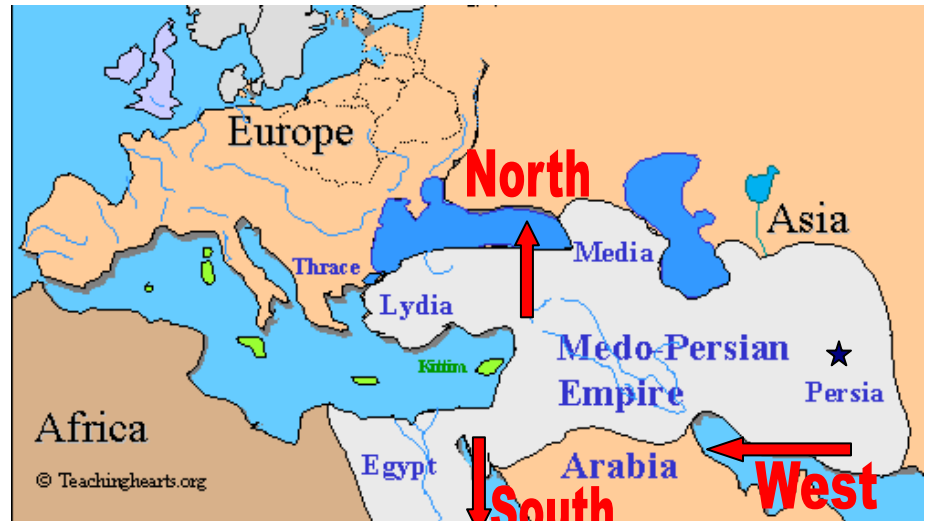 Europe
North
Asia
Media
Thrace
Lydia
Medo-Persian
Empire
Kittim
Persia
Africa
Egypt
Arabia
West
© Teachinghearts.org
South